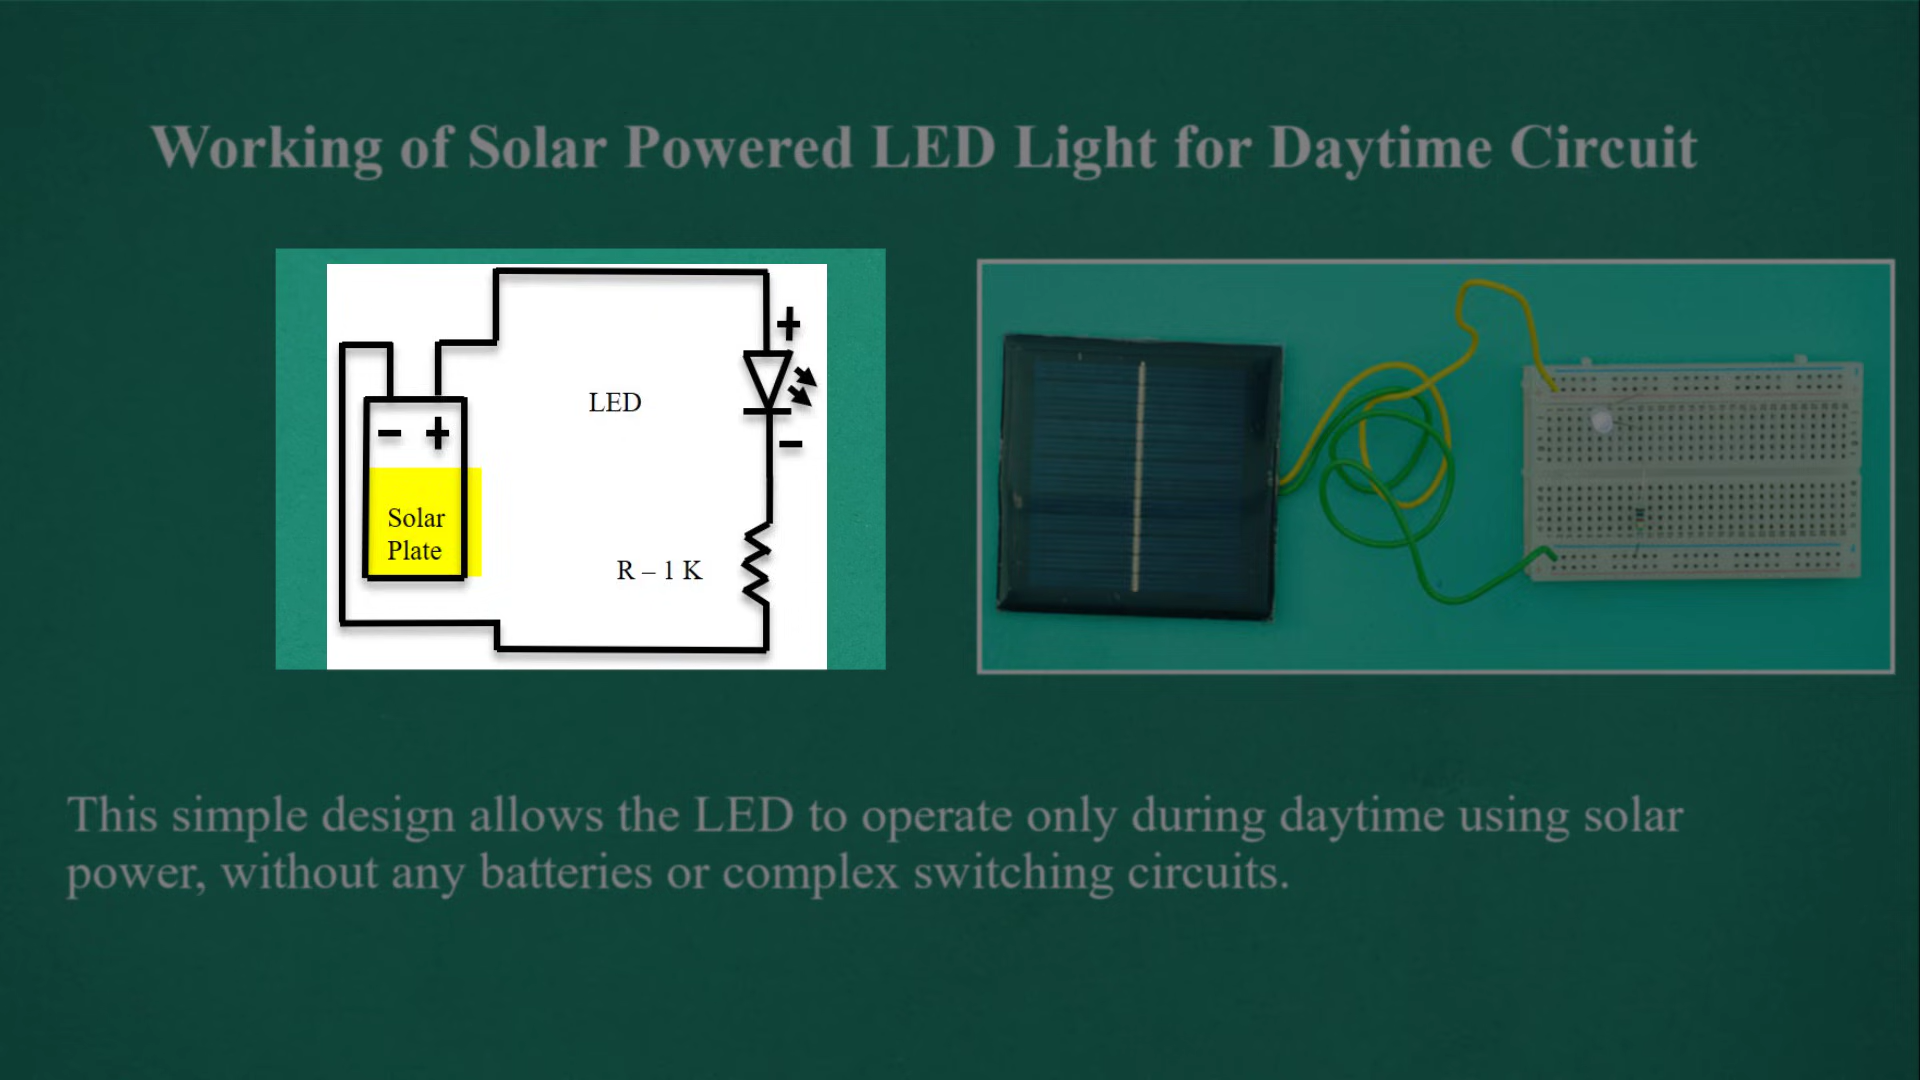 Working of Solar Powered LED Light for Daytime Circuit
+
LED
−
− +
Solar
Plate
R – 1 K
This simple design allows the LED to operate only during daytime using solar
power, without any batteries or complex switching circuits.